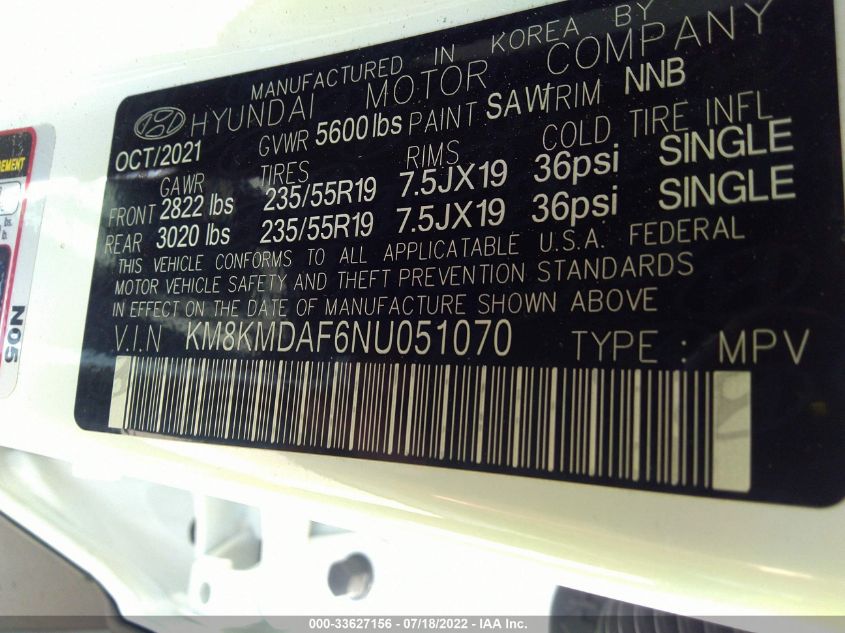 MANUFACTURED IN KOREA BY
HYUNDAI MOTOR COMPANY
OCT/2021 GVWR 5600lbs PAINT SAW TRIM NNB
GAWR TIRES RIMS COLD TIRE INFL
FRONT 2822 lbs 235/55R19 7.5JX19 36psi SINGLE
REAR 3020 lbs 235/55R19 7.5JX19 36psi SINGLE
THIS VEHICLE CONFORMS TO ALL APPLICATABLE U.S.A. FEDERAL
MOTOR VEHICLE SAFETY AND THEFT PREVENTION STANDARDS
IN EFFECT ON THE DATE OF MANUFACTURE SHOWN ABOVE
V.I.N KM8KMDAF6NU051070 TYPE : MPV
N05
000-33627156 - 07/18/2022 - IAA Inc.